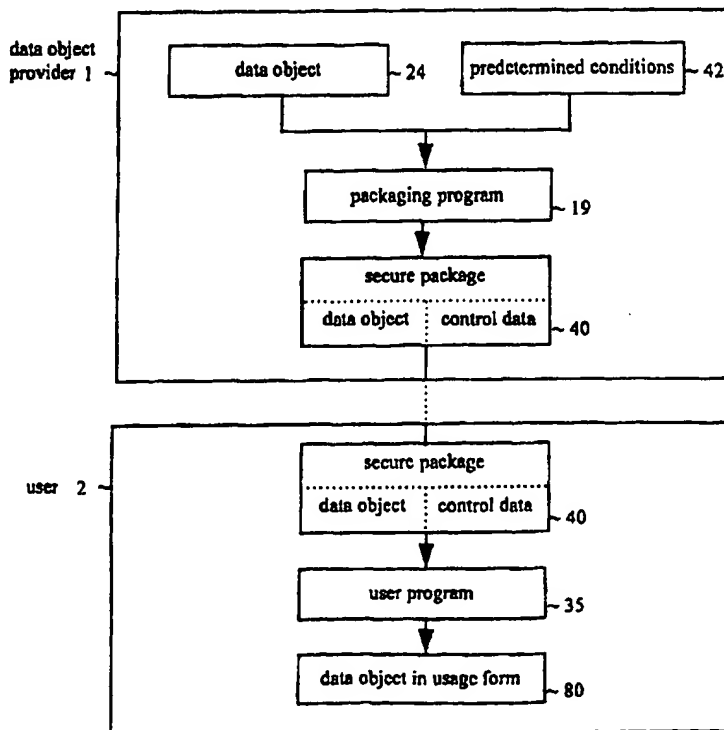 data object
provider 1
data object
24
predetermined conditions
42
packaging program
19
secure package
data object
control data
40
user 2
secure package
data object
control data
40
user program
35
data object in usage form
80